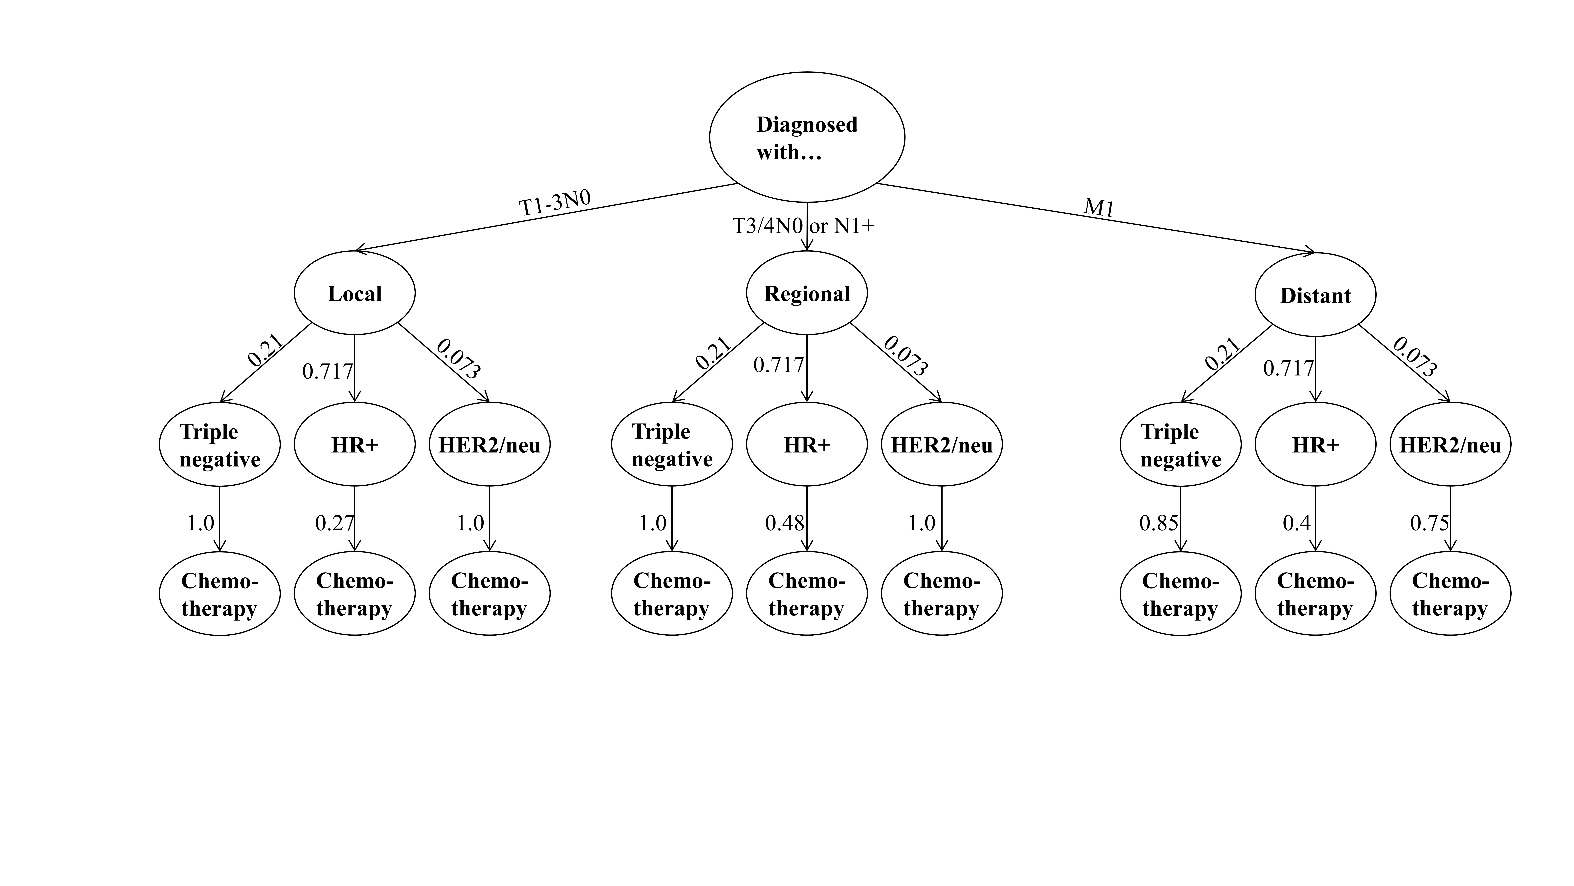 Diagnosed
with…
T1-3N0
T3/4N0 or N1+
M1
Local
Regional
Distant
0.21
0.717
0.073
0.21
0.717
0.073
0.21
0.717
0.073
Triple
negative
HR+
HER2/neu
Triple
negative
HR+
HER2/neu
Triple
negative
HR+
HER2/neu
1.0
0.27
1.0
1.0
0.48
1.0
0.85
0.4
0.75
Chemo-
therapy
Chemo-
therapy
Chemo-
therapy
Chemo-
therapy
Chemo-
therapy
Chemo-
therapy
Chemo-
therapy
Chemo-
therapy
Chemo-
therapy